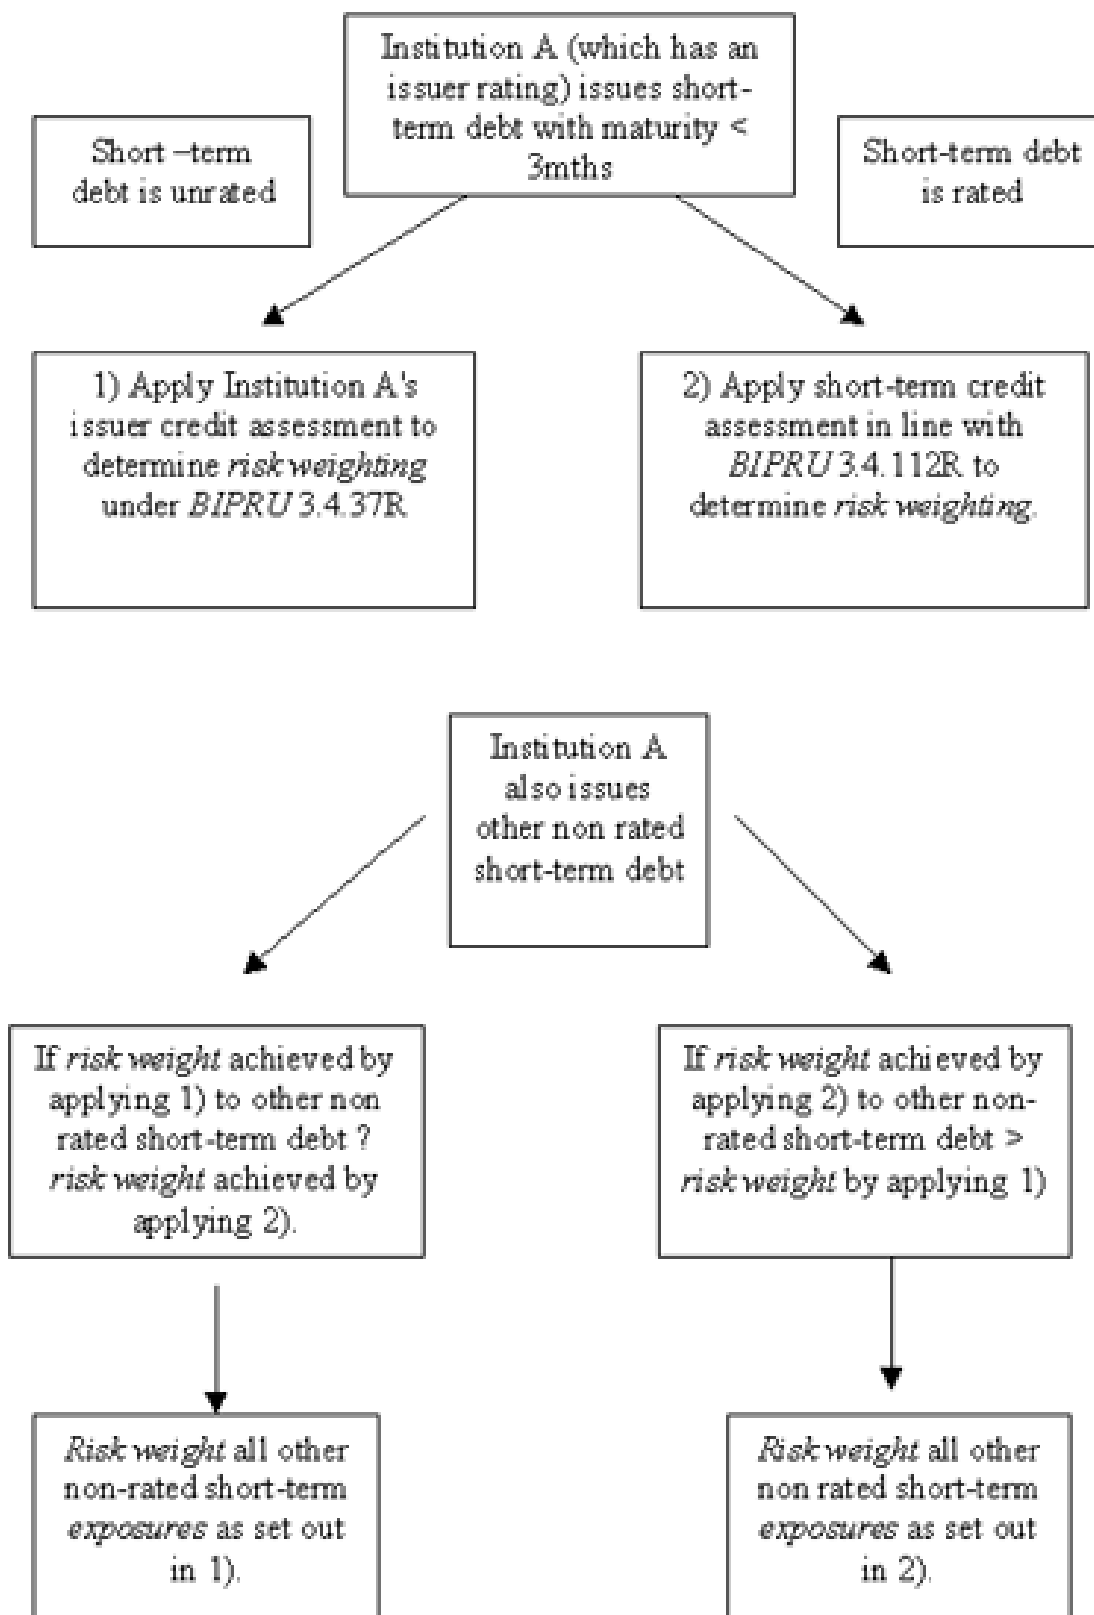 Institution A (which has an
issuer rating) issues short-
term debt with maturity <
3mths
Short –term
debt is unrated
Short-term debt
is rated
1) Apply Institution A's
issuer credit assessment to
determine risk weighting
under BIPRU 3.4.37R
2) Apply short-term credit
assessment in line with
BIPRU 3.4.112R to
determine risk weighting.
Institution A
also issues
other non rated
short-term debt
If risk weight achieved by
applying 1) to other non
rated short-term debt ?
risk weight achieved by
applying 2).
If risk weight achieved by
applying 2) to other non-
rated short-term debt >
risk weight by applying 1)
Risk weight all other
non-rated short-term
exposures as set out
in 1).
Risk weight all other
non rated short-term
exposures as set out
in 2).